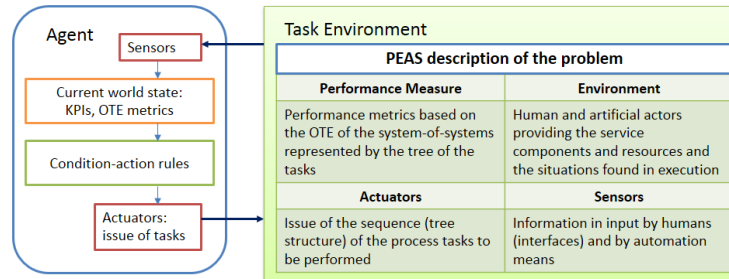 Agent
Sensors
Current world state:
KPIs, OTE metrics
Condition-action rules
Actuators:
issue of tasks
Task Environment
PEAS description of the problem
Performance Measure
Environment
Performance metrics based on
the OTE of the system-of-systems
represented by the tree of the
tasks
Human and artificial actors
providing the service
components and resources and
the situations found in execution
Actuators
Sensors
Issue of the sequence (tree
structure) of the process tasks to
be performed
Information in input by humans
(interfaces) and by automation
means